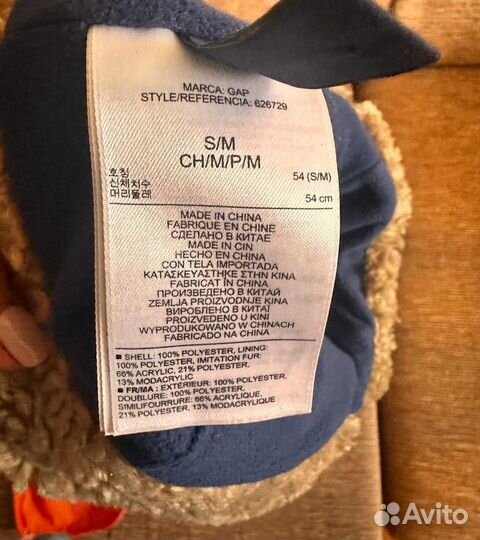 MARCA: GAP
STYLE/REFERENCIA: 626729
S/M
CH/M/P/M
호칭 54 (S/M)
신체치수
머리둘레 54 cm
MADE IN CHINA
FABRIQUE EN CHINE
СДЕЛАНО В КИТАЕ
MADE IN CIN
HECHO EN CHINA
CON TELA IMPORTADA
ΚΑΤΑΣΚΕΥΑΣΤΗΚΕ ΣΤΗΝ ΚΙΝΑ
FABRICAT IN CHINA
ПРОИЗВЕДЕНО В КИТАЙ
ZEMLJA PROIZVODNJE KINA
WYPRODUKOWANO W CHINACH
PROIZVEDENO U KINI
WYPRODUKOWANO W CHINACH
FABRICADO NA CHINA
■ SHELL: 100% POLYESTER, LINING:
100% POLYESTER, IMITATION FUR:
66% ACRYLIC, 21% POLYESTER,
13% MODACRYLIC
■ FR/MA: EXTÉRIEUR: 100% POLYESTER
DOUBLURE: 100% POLYESTER,
SIMILIFOURRURE: 66% ACRYLIQUE,
21% POLYESTER, 13% MODACRYLIQUE
Avito